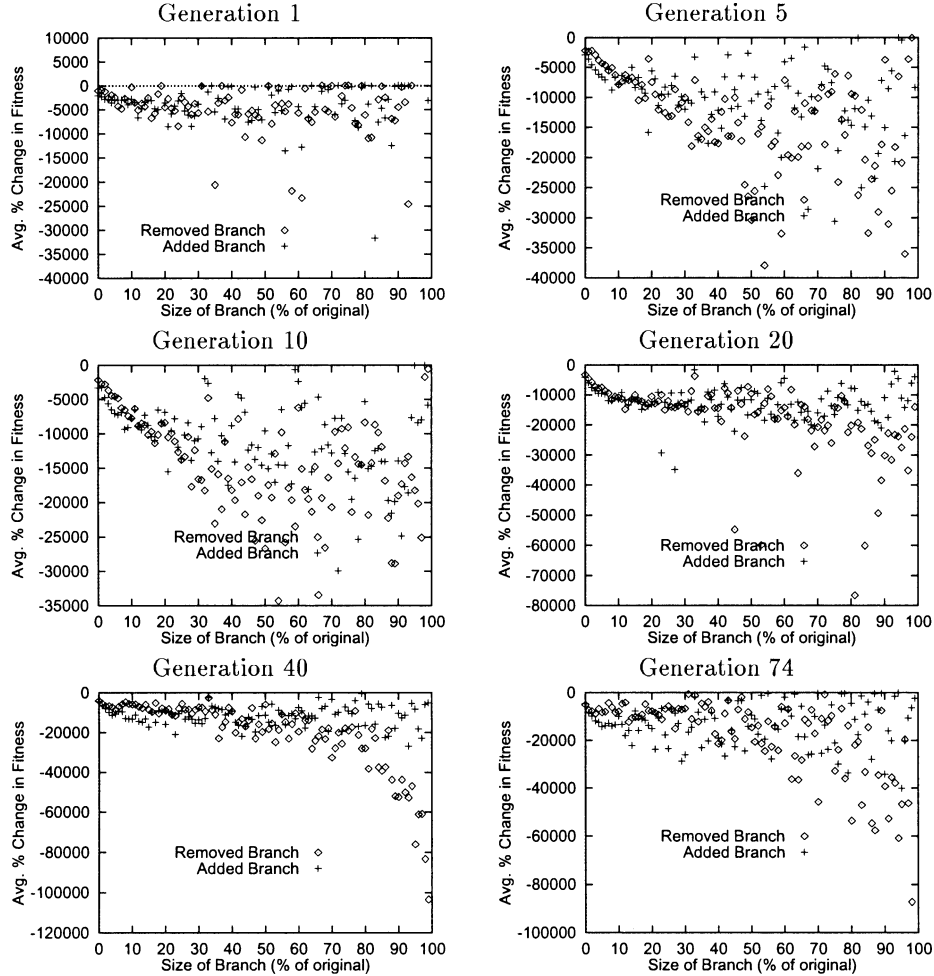 Generation 1
10000
5000
0
-5000
-10000
-15000
-20000
-25000
-30000
-35000
-40000
Avg. % Change in Fitness
Removed Branch
Added Branch
0 10 20 30 40 50 60 70 80 90 100
Size of Branch (% of original)
Generation 5
0
-5000
-10000
-15000
-20000
-25000
-30000
-35000
-40000
Avg. % Change in Fitness
Removed Branch
Added Branch
0 10 20 30 40 50 60 70 80 90 100
Size of Branch (% of original)
Generation 10
0
-5000
-10000
-15000
-20000
-25000
-30000
-35000
Avg. % Change in Fitness
Removed Branch
Added Branch
0 10 20 30 40 50 60 70 80 90 100
Size of Branch (% of original)
Generation 20
0
-10000
-20000
-30000
-40000
-50000
-60000
-70000
-80000
Avg. % Change in Fitness
Removed Branch
Added Branch
0 10 20 30 40 50 60 70 80 90 100
Size of Branch (% of original)
Generation 40
0
-20000
-40000
-60000
-80000
-100000
-120000
Avg. % Change in Fitness
Removed Branch
Added Branch
0 10 20 30 40 50 60 70 80 90 100
Size of Branch (% of original)
Generation 74
0
-20000
-40000
-60000
-80000
-100000
Avg. % Change in Fitness
Removed Branch
Added Branch
0 10 20 30 40 50 60 70 80 90 100
Size of Branch (% of original)